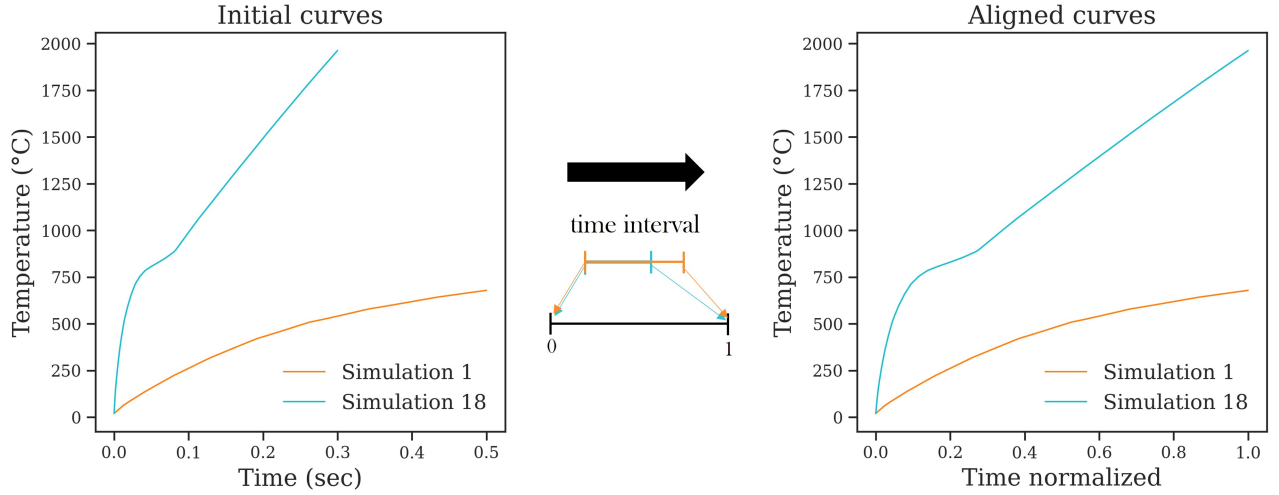 Initial curves
Temperature (°C)
2000
1750
1500
1250
1000
750
500
250
0
Simulation 1
Simulation 18
0.0 0.1 0.2 0.3 0.4 0.5
Time (sec)
time interval
0 1
Aligned curves
Temperature (°C)
2000
1750
1500
1250
1000
750
500
250
0
Simulation 1
Simulation 18
0.0 0.2 0.4 0.6 0.8 1.0
Time normalized